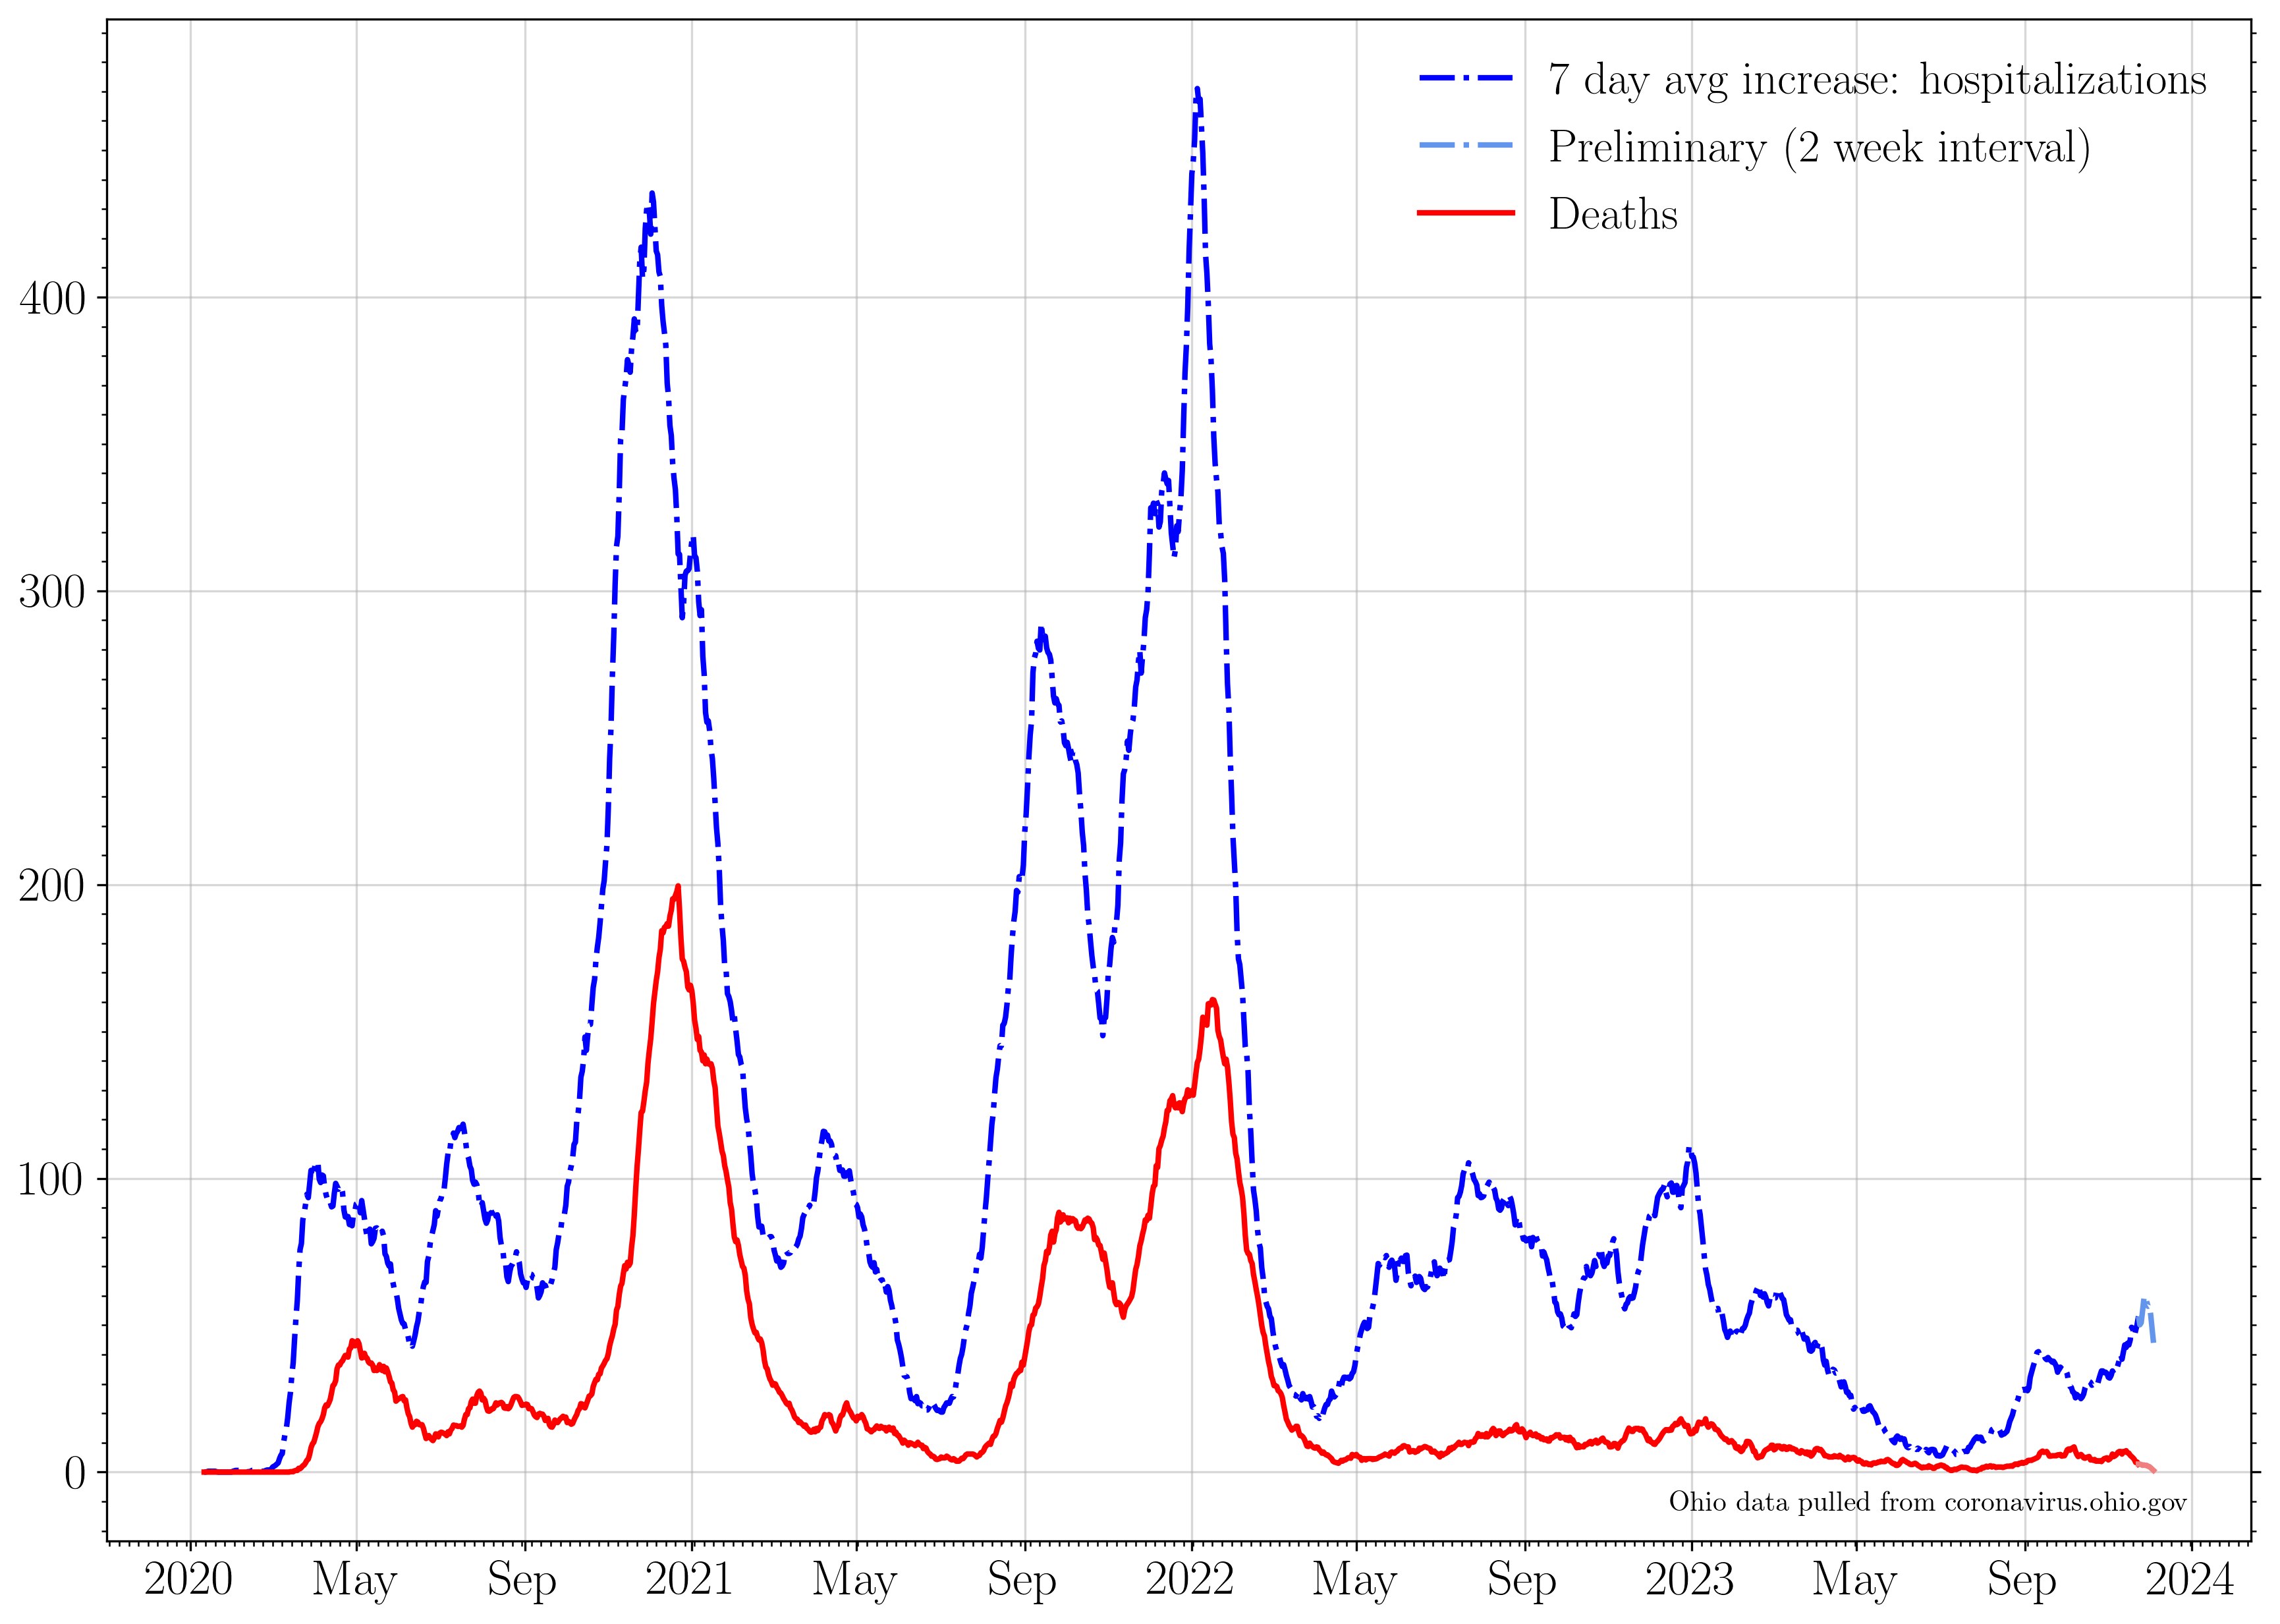 7 day avg increase: hospitalizations
Preliminary (2 week interval)
Deaths
400
300
200
100
0
Ohio data pulled from coronavirus.ohio.gov
2020 May Sep 2021 May Sep 2022 May Sep 2023 May Sep 2024